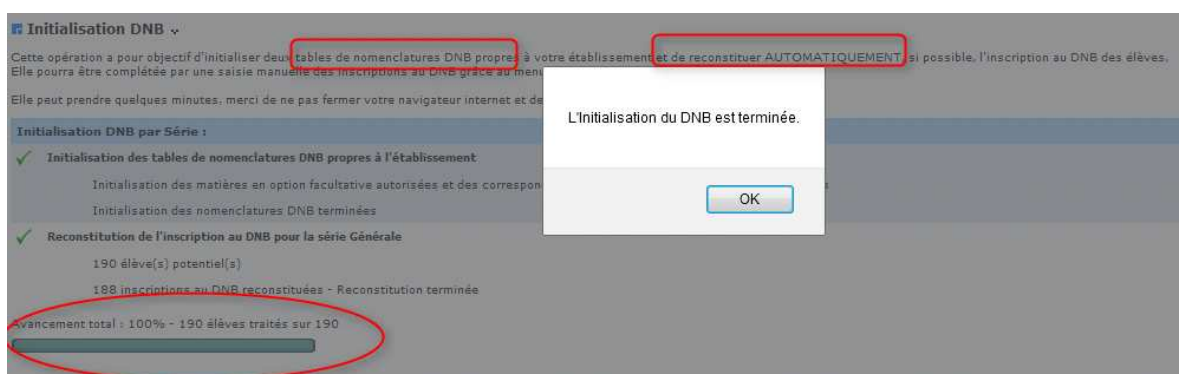 Initialisation DNB
Cette opération a pour objectif d'initialiser deux tables de nomenclatures DNB propres à votre établissement et de reconstituer AUTOMATIQUEMENT, si possible, l'inscription au DNB des élèves.
Elle pourra être complétée par une saisie manuelle des inscriptions au DNB grâce au menu
Elle peut prendre quelques minutes, merci de ne pas fermer votre navigateur internet et de
L'Initialisation du DNB est terminée.
OK
Initialisation DNB par Série :
Initialisation des tables de nomenclatures DNB propres à l'établissement
Initialisation des matières en option facultative autorisées et des correspon
Initialisation des nomenclatures DNB terminées
Reconstitution de l'inscription au DNB pour la série Générale
190 élève(s) potentiel(s)
188 inscriptions au DNB reconstituées - Reconstitution terminée
Avancement total : 100% - 190 élèves traités sur 190